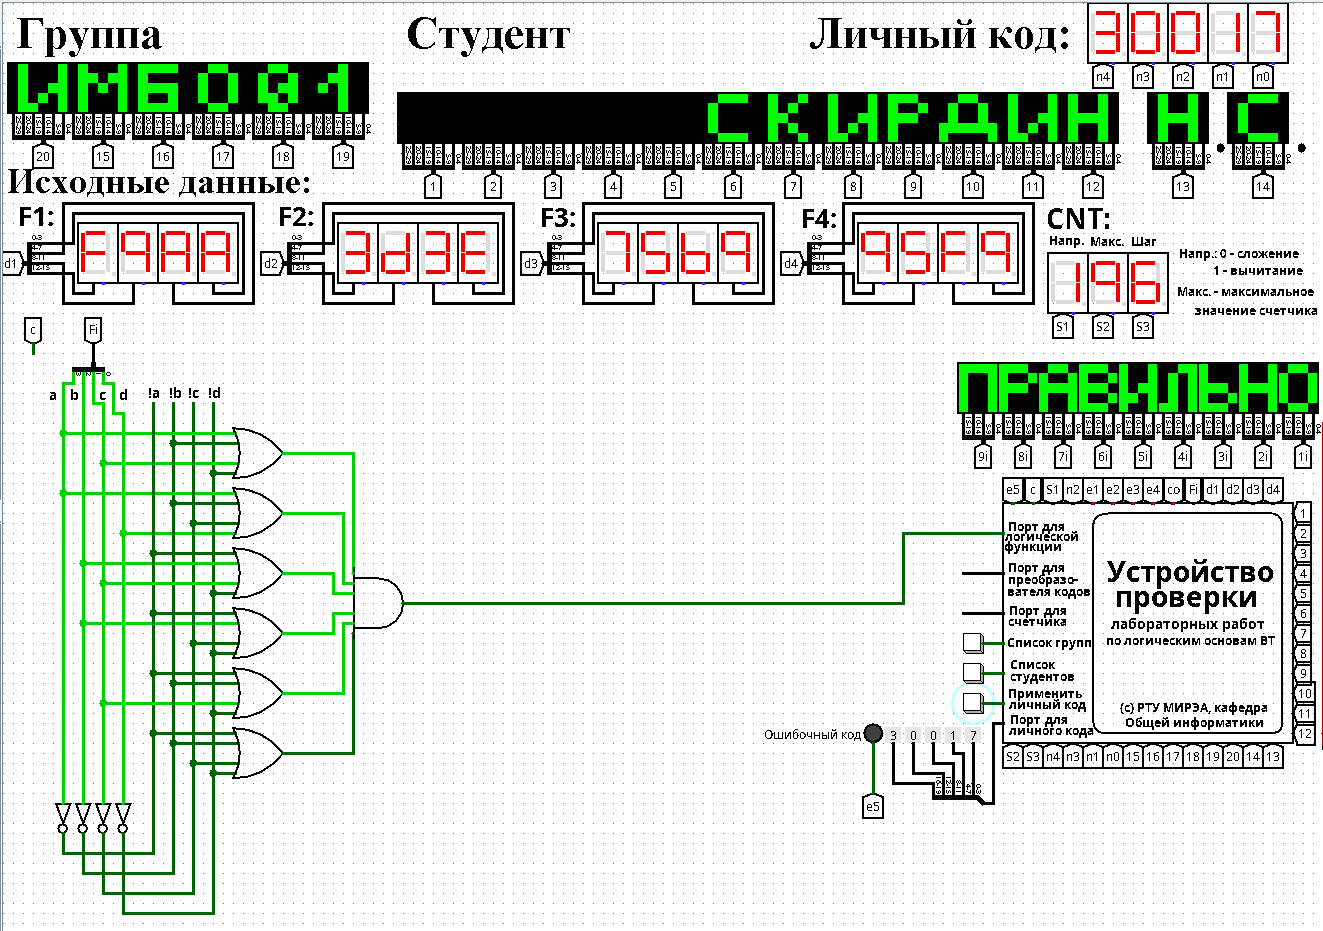 Группа
Студент
Личный код:
30017
n4 n3 n2 n1 n0
ИМБО01
СКИРДИН Н.С.
20 15 16 17 18 19
1 2 3 4 5 6 7 8 9 10 11 12 13 14
Исходные данные:
F1: F9AA
F2: 3d3E
F3: 75b9
F4: 95F9
d1 d2 d3 d4
CNT:
Напр. Макс. Шаг
196
S1 S2 S3
Напр.: 0 - сложение
1 - вычитание
Макс. - максимальное
значение счетчика
c Fi
a b c d !a !b !c !d
ПРАВИЛЬНО
9i 8i 7i 6i 5i 4i 3i 2i 1i
e5 c S1 n2 e1 e2 e3 e4 co Fi d1 d2 d3 d4
Порт для
логической
функции
Порт для
преобразо-
вателя кодов
Порт для
счетчика
Список групп
Список
студентов
Применить
личный код
Порт для
личного кода
Устройство
проверки
лабораторных работ
по логическим основам ВТ
(с) РТУ МИРЭА, кафедра
Общей информатики
1
2
3
4
5
6
7
8
9
10
11
12
S2 S3 n4 n3 n1 n0 15 16 17 18 19 20 14 13
Ошибочный код
3 0 0 1 7
e5